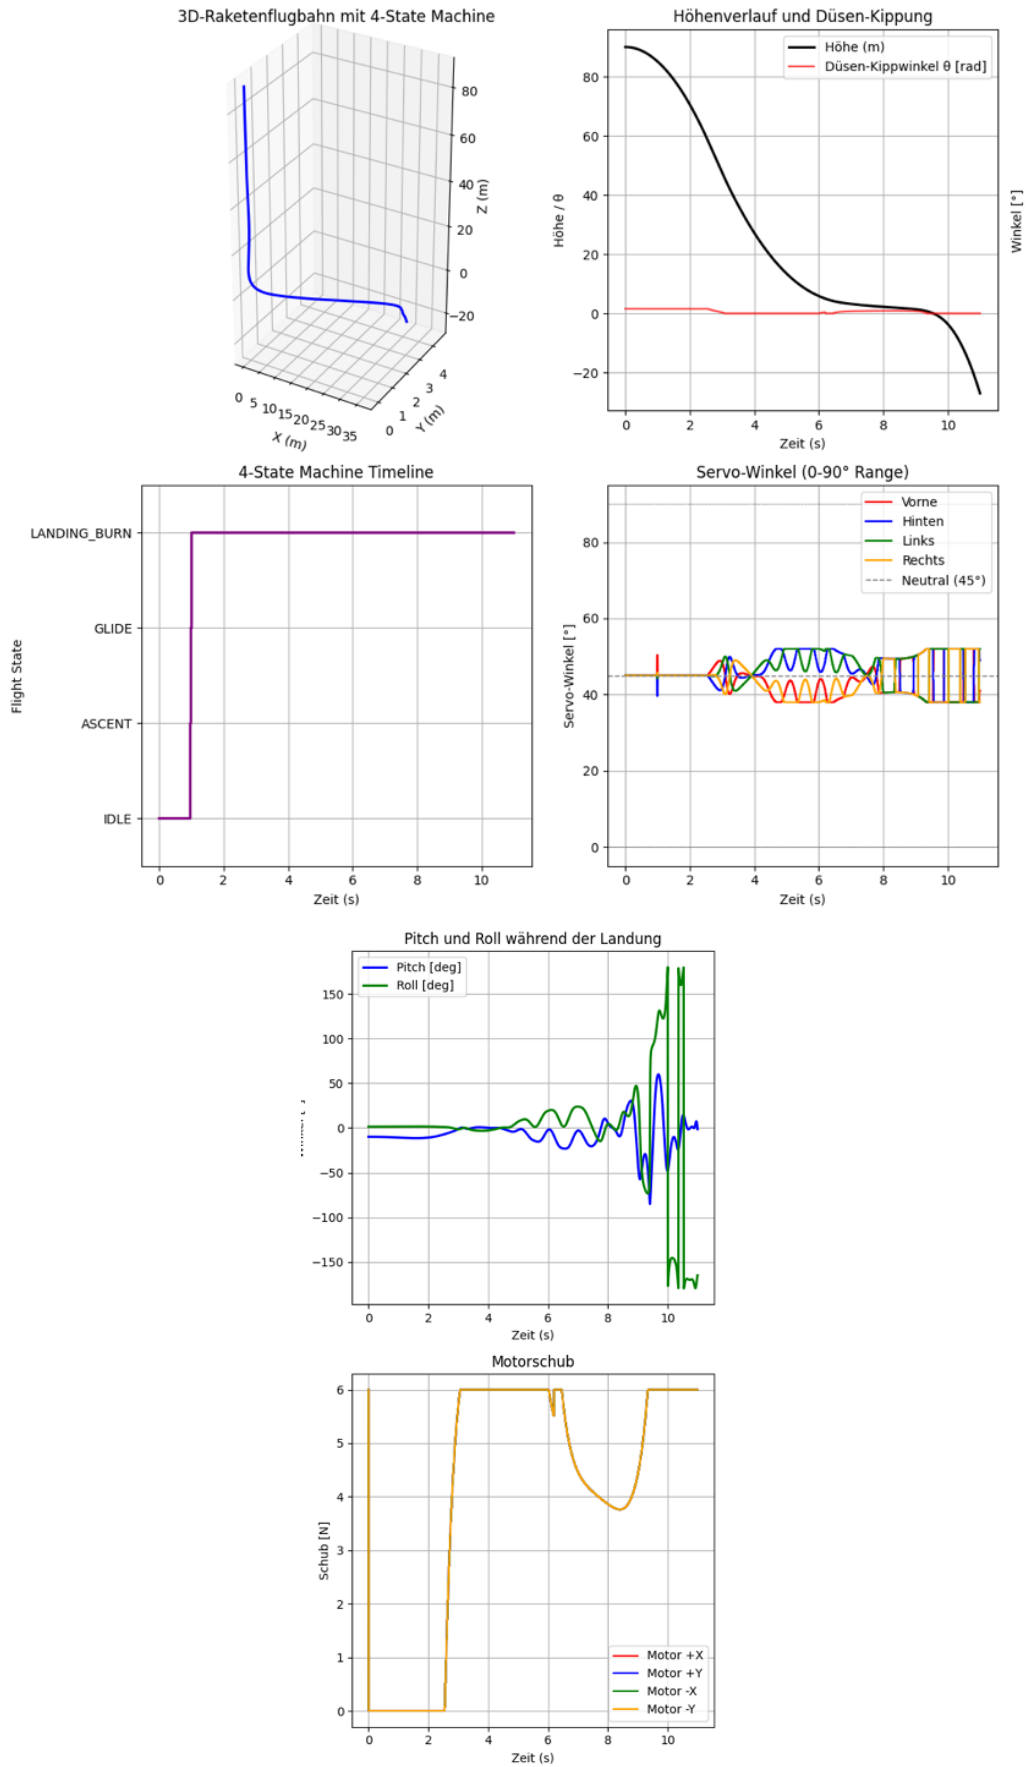 3D-Raketenflugbahn mit 4-State Machine
80
60
40
20
0
−20
Z (m)
0 5 10 15 20 25 30 35
X (m)
0 1 2 3 4
Y (m)
Höhenverlauf und Düsen-Kippung
Höhe (m)
Düsen-Kippwinkel θ [rad]
80
60
40
20
0
−20
Höhe / θ
Winkel [°]
0 2 4 6 8 10
Zeit (s)
4-State Machine Timeline
LANDING_BURN
GLIDE
ASCENT
IDLE
Flight State
0 2 4 6 8 10
Zeit (s)
Servo-Winkel (0-90° Range)
Vorne
Hinten
Links
Rechts
Neutral (45°)
80
60
40
20
0
Servo-Winkel [°]
0 2 4 6 8 10
Zeit (s)
Pitch und Roll während der Landung
Pitch [deg]
Roll [deg]
150
100
50
0
−50
−100
−150
0 2 4 6 8 10
Zeit (s)
Motorschub
6
5
4
3
2
1
0
Schub [N]
Motor +X
Motor +Y
Motor -X
Motor -Y
0 2 4 6 8 10
Zeit (s)